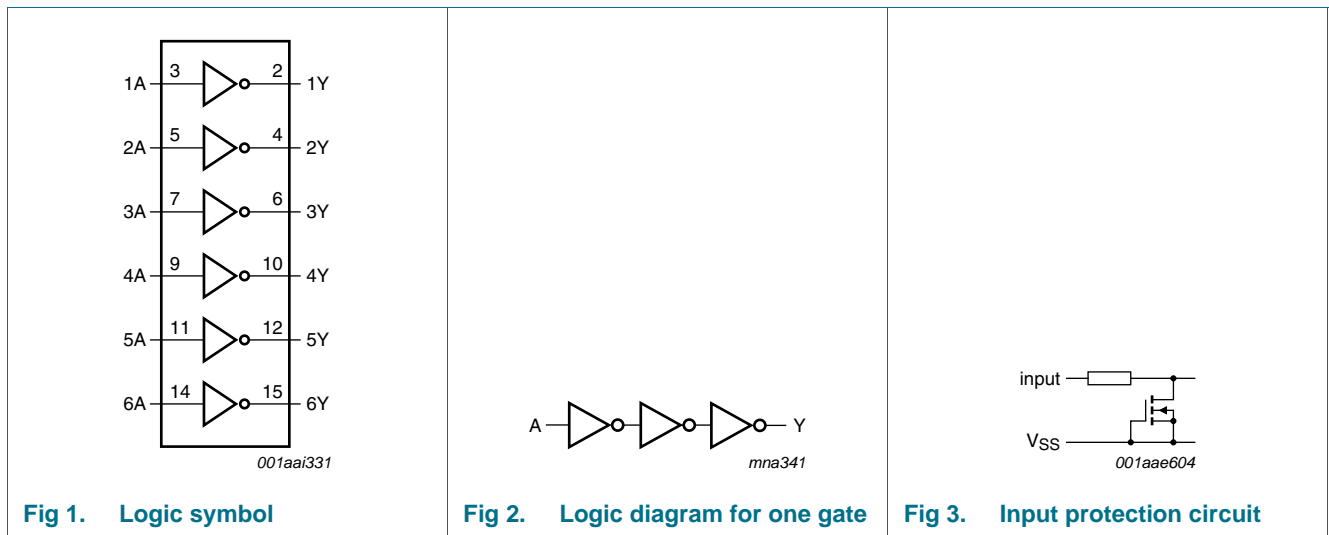 1A 3 2 1Y
2A 5 4 2Y
3A 7 6 3Y
4A 9 10 4Y
5A 11 12 5Y
6A 14 15 6Y
001aai331
Fig 1. Logic symbol
A Y
mna341
Fig 2. Logic diagram for one gate
input
VSS
001aae604
Fig 3. Input protection circuit